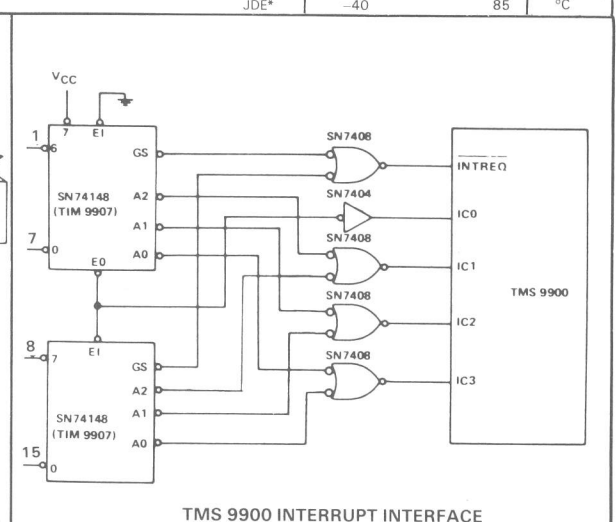 JDE* -40 85 °C
VCC
7 EI
1 6
GS
SN74148
(TIM 9907)
A2
A1
7 0
A0
E0
SN7408
INTREQ
SN7404
IC0
SN7408
IC1
TMS 9900
SN7408
IC2
SN7408
IC3
EI
8 7
GS
A2
SN74148
(TIM 9907)
A1
A0
15 0
TMS 9900 INTERRUPT INTERFACE